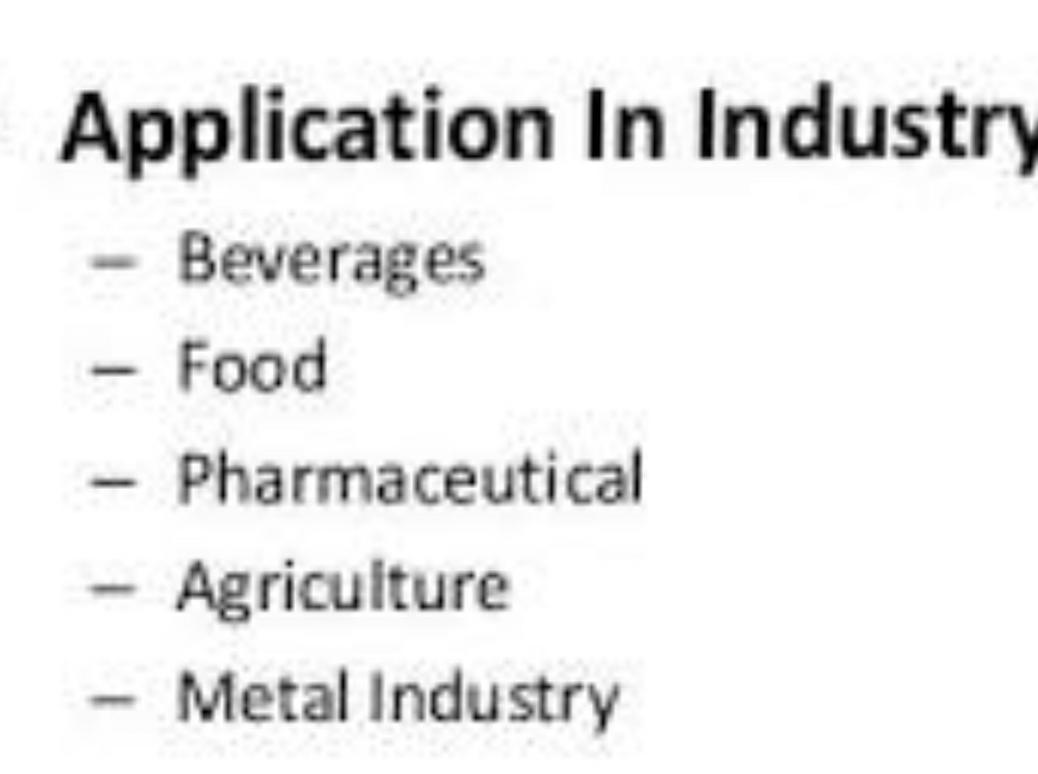 Application In Industry
– Beverages
– Food
– Pharmaceutical
– Agriculture
– Metal Industry